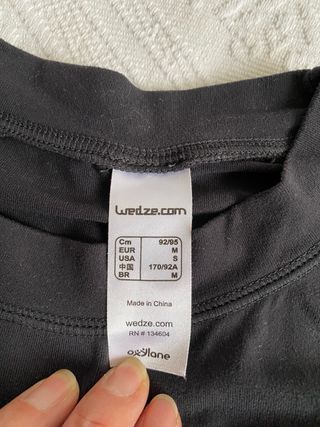 wedze.com
Cm 92/95
EUR M
USA S
中国 170/92A
BR M
Made in China
wedze.com
RN # 134604
oxylane